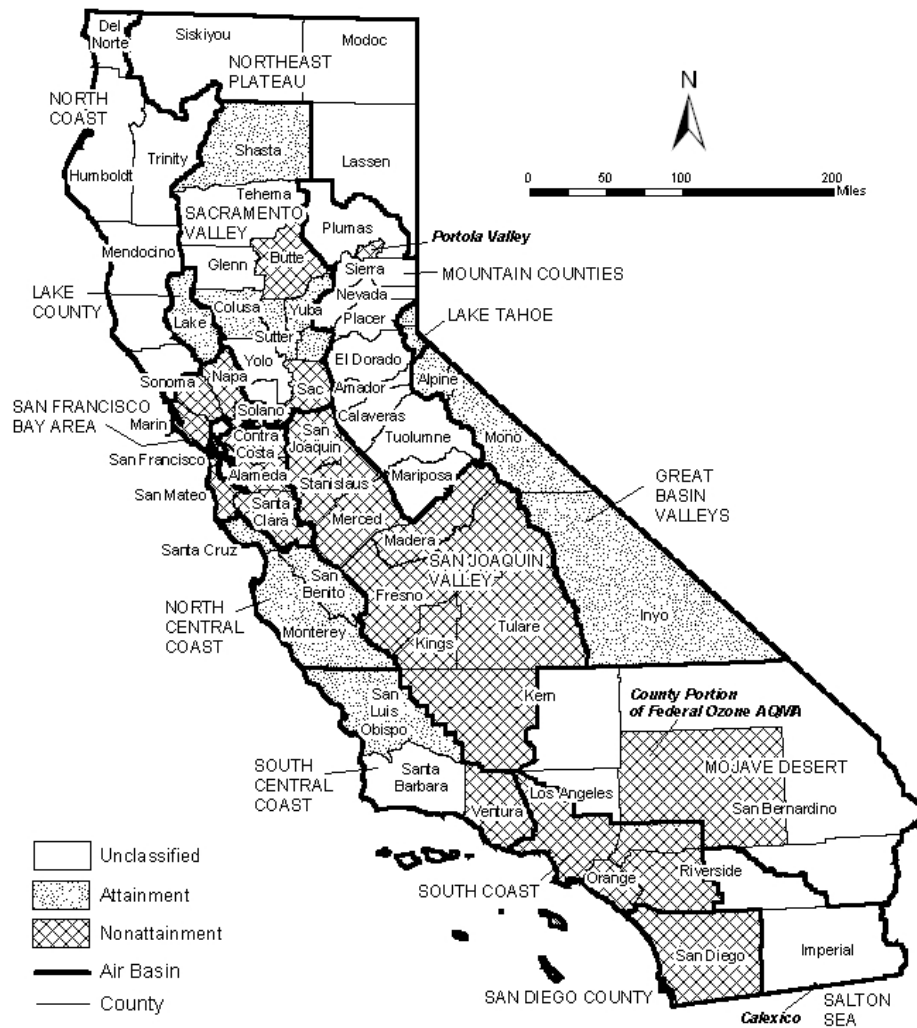 Del
Norte
Siskiyou
Modoc
NORTHEAST
PLATEAU
N
NORTH
COAST
Shasta
Trinity
Lassen
Humboldt
0 50 100 200
Miles
Tehema
SACRAMENTO
VALLEY
Plumas
Portola Valley
Mendocino
Glenn
Butte
Sierra
MOUNTAIN COUNTIES
LAKE
COUNTY
Colusa
Yuba
Nevada
Placer
LAKE TAHOE
Lake
Sutter
Yolo
El Dorado
Sonoma
Napa
Sac
Alpine
Amador
SAN FRANCISCO
BAY AREA
Marin
Solano
Calaveras
Contra
Costa
San
Joaquin
Tuolumne
Mono
San Francisco
Alameda
Stanislaus
Mariposa
GREAT
BASIN
VALLEYS
San Mateo
Santa
Clara
Merced
Madera
Santa Cruz
SAN JOAQUIN
VALLEY
San
Benito
Fresno
NORTH
CENTRAL
COAST
Monterey
Kings
Tulare
Inyo
San
Luis
Obispo
Kern
County Portion
of Federal Ozone AQMA
SOUTH
CENTRAL
COAST
Santa
Barbara
MOJAVE DESERT
Ventura
Los Angeles
San Bernardino
Unclassified
SOUTH COAST
Orange
Riverside
Attainment
Nonattainment
San Diego
Imperial
Air Basin
County
SAN DIEGO COUNTY
Calexico
SALTON
SEA